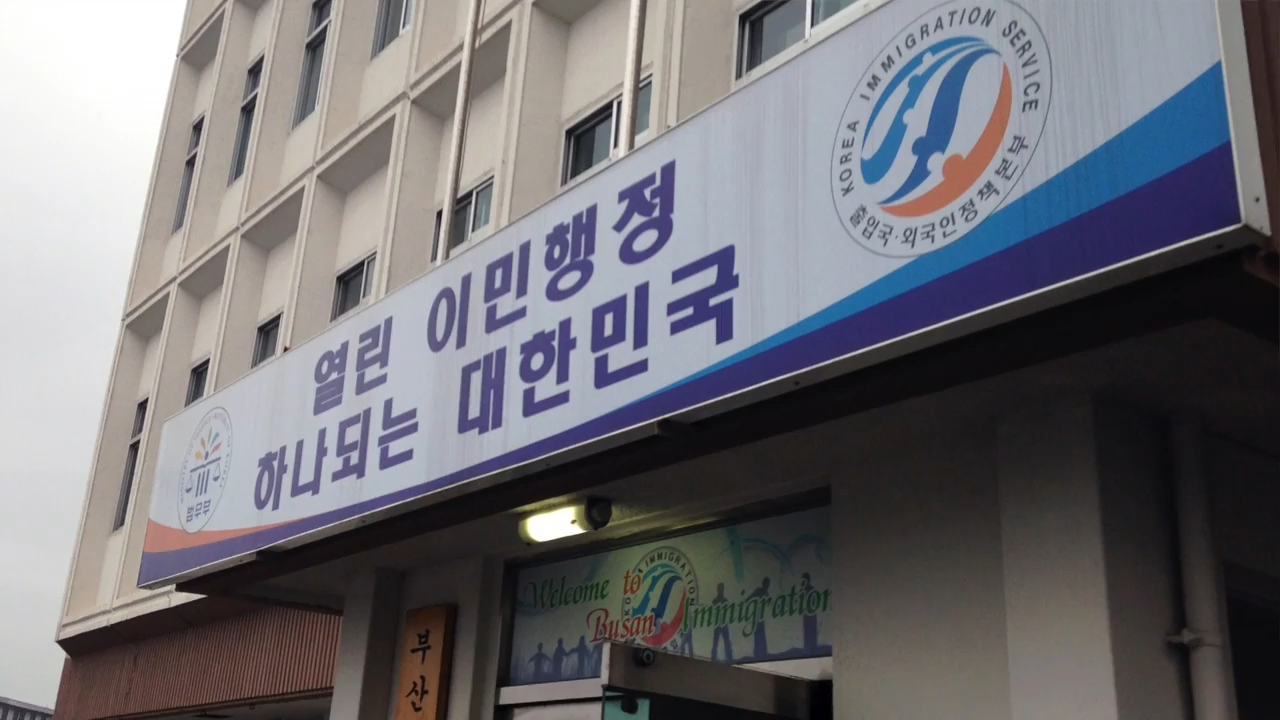 열린 이민행정
하나되는 대한민국
KOREA IMMIGRATION SERVICE
출입국·외국인정책본부
법무부
Welcome to
Busan Immigration
부산